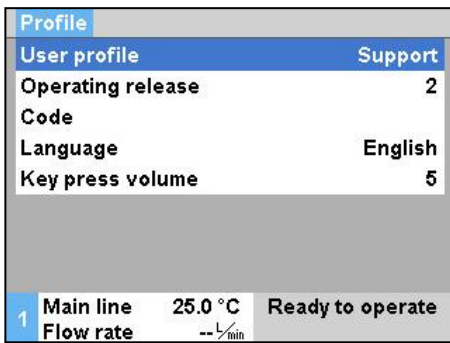 Profile
User profile Support
Operating release 2
Code
Language English
Key press volume 5
1 Main line 25.0 °C Ready to operate
Flow rate -- L/min